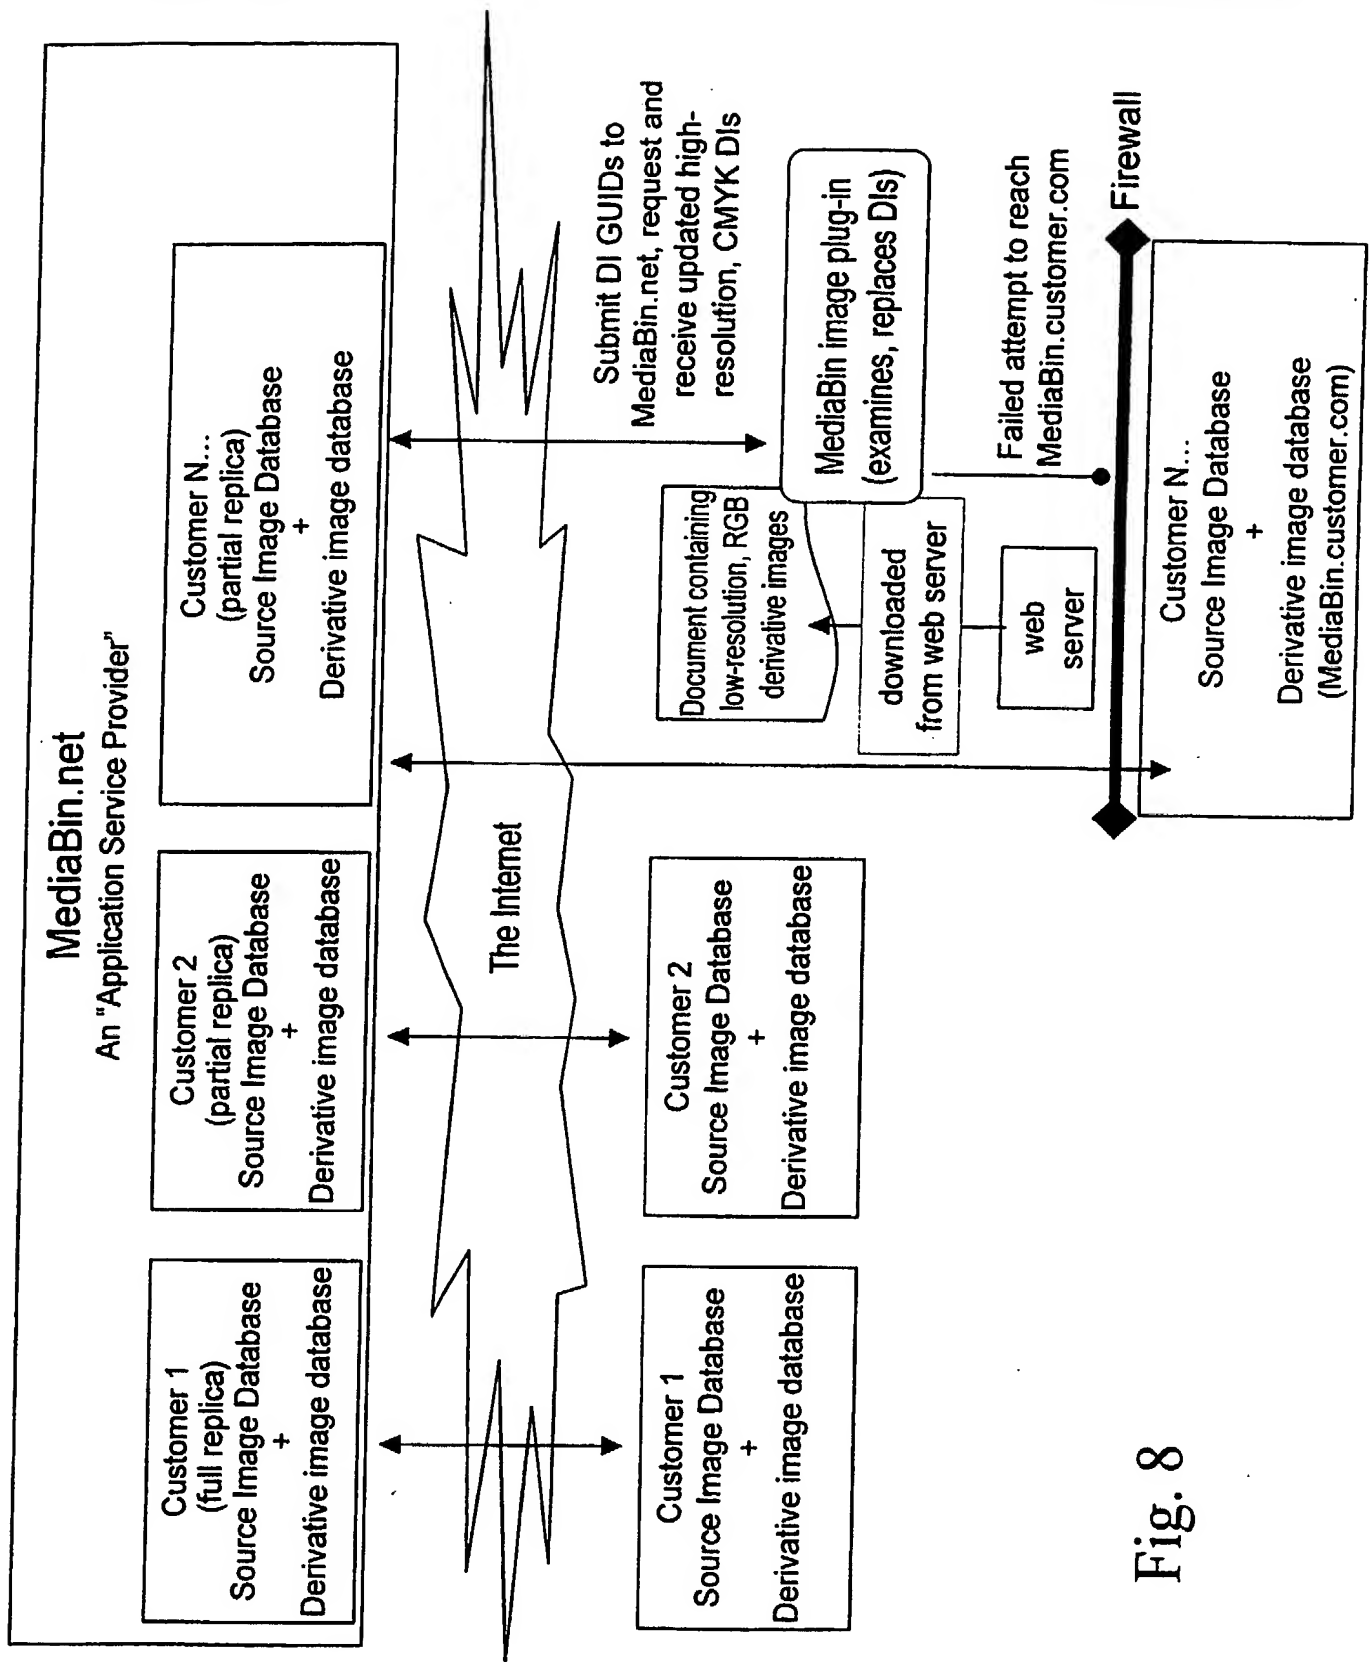 MediaBin.net
An "Application Service Provider"
Customer 1
(full replica)
Source Image Database
+
Derivative image database
Customer 2
(partial replica)
Source Image Database
+
Derivative image database
Customer N...
(partial replica)
Source Image Database
+
Derivative image database
The Internet
Customer 1
Source Image Database
+
Derivative image database
Customer 2
Source Image Database
+
Derivative image database
Submit DI GUIDs to
MediaBin.net, request and
receive updated high-
resolution, CMYK DIs
Document containing
low-resolution, RGB
derivative images
MediaBin image plug-in
(examines, replaces DIs)
downloaded
from web server
web
server
Failed attempt to reach
MediaBin.customer.com
Firewall
Customer N...
Source Image Database
+
Derivative image database
(MediaBin.customer.com)
Fig. 8